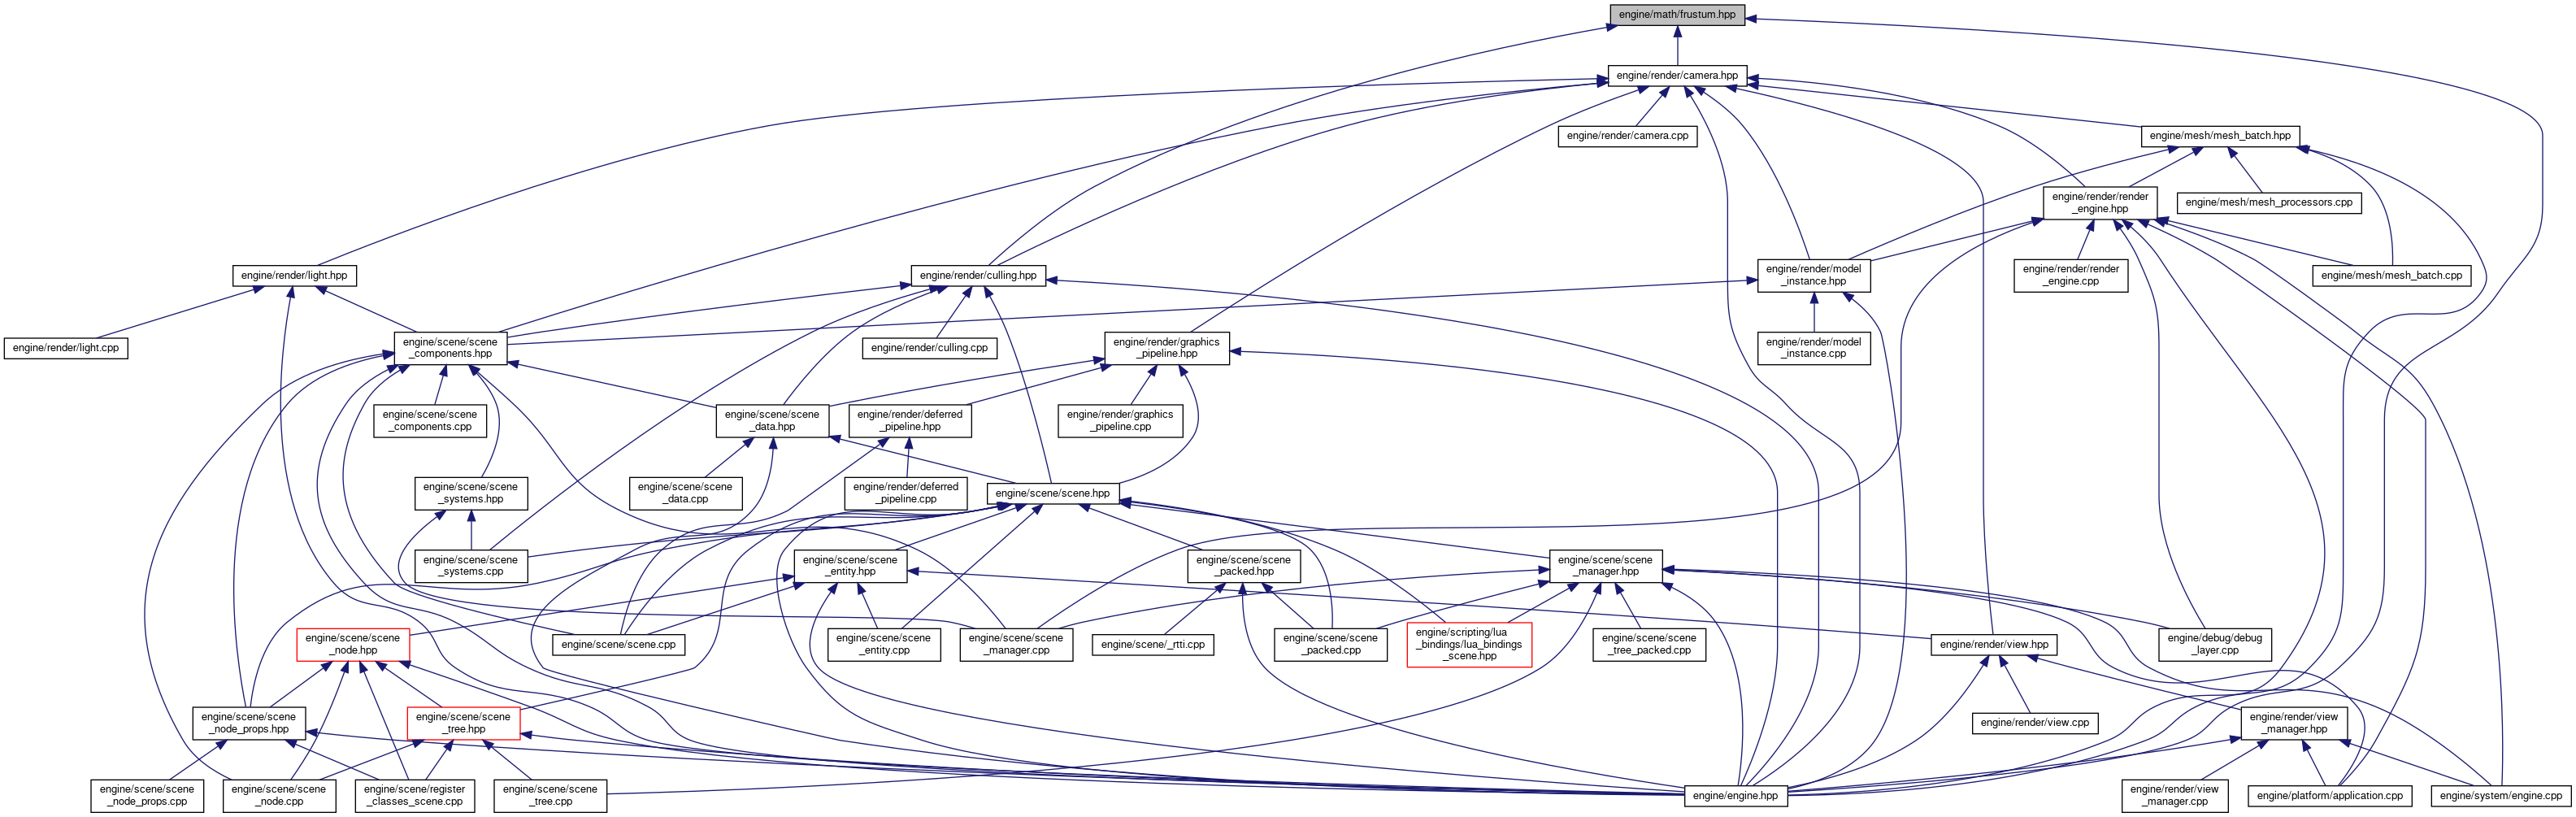 engine/math/frustum.hpp
engine/render/camera.hpp
engine/render/camera.cpp
engine/mesh/mesh_batch.hpp
engine/render/render
_engine.hpp
engine/mesh/mesh_processors.cpp
engine/render/light.hpp
engine/render/culling.hpp
engine/render/model
_instance.hpp
engine/render/render
_engine.cpp
engine/mesh/mesh_batch.cpp
engine/render/light.cpp
engine/scene/scene
_components.hpp
engine/render/culling.cpp
engine/render/graphics
_pipeline.hpp
engine/render/model
_instance.cpp
engine/scene/scene
_components.cpp
engine/scene/scene
_data.hpp
engine/render/deferred
_pipeline.hpp
engine/render/graphics
_pipeline.cpp
engine/scene/scene
_systems.hpp
engine/scene/scene
_data.cpp
engine/render/deferred
_pipeline.cpp
engine/scene/scene.hpp
engine/scene/scene
_systems.cpp
engine/scene/scene
_entity.hpp
engine/scene/scene
_packed.hpp
engine/scene/scene
_manager.hpp
engine/scene/scene
_node.hpp
engine/scene/scene.cpp
engine/scene/scene
_entity.cpp
engine/scene/scene
_manager.cpp
engine/scene/_rtti.cpp
engine/scene/scene
_packed.cpp
engine/scripting/lua
_bindings/lua_bindings
_scene.hpp
engine/scene/scene
_tree_packed.cpp
engine/render/view.hpp
engine/debug/debug
_layer.cpp
engine/scene/scene
_node_props.hpp
engine/scene/scene
_tree.hpp
engine/render/view.cpp
engine/render/view
_manager.hpp
engine/scene/scene
_node_props.cpp
engine/scene/scene
_node.cpp
engine/scene/register
_classes_scene.cpp
engine/scene/scene
_tree.cpp
engine/engine.hpp
engine/render/view
_manager.cpp
engine/platform/application.cpp
engine/system/engine.cpp